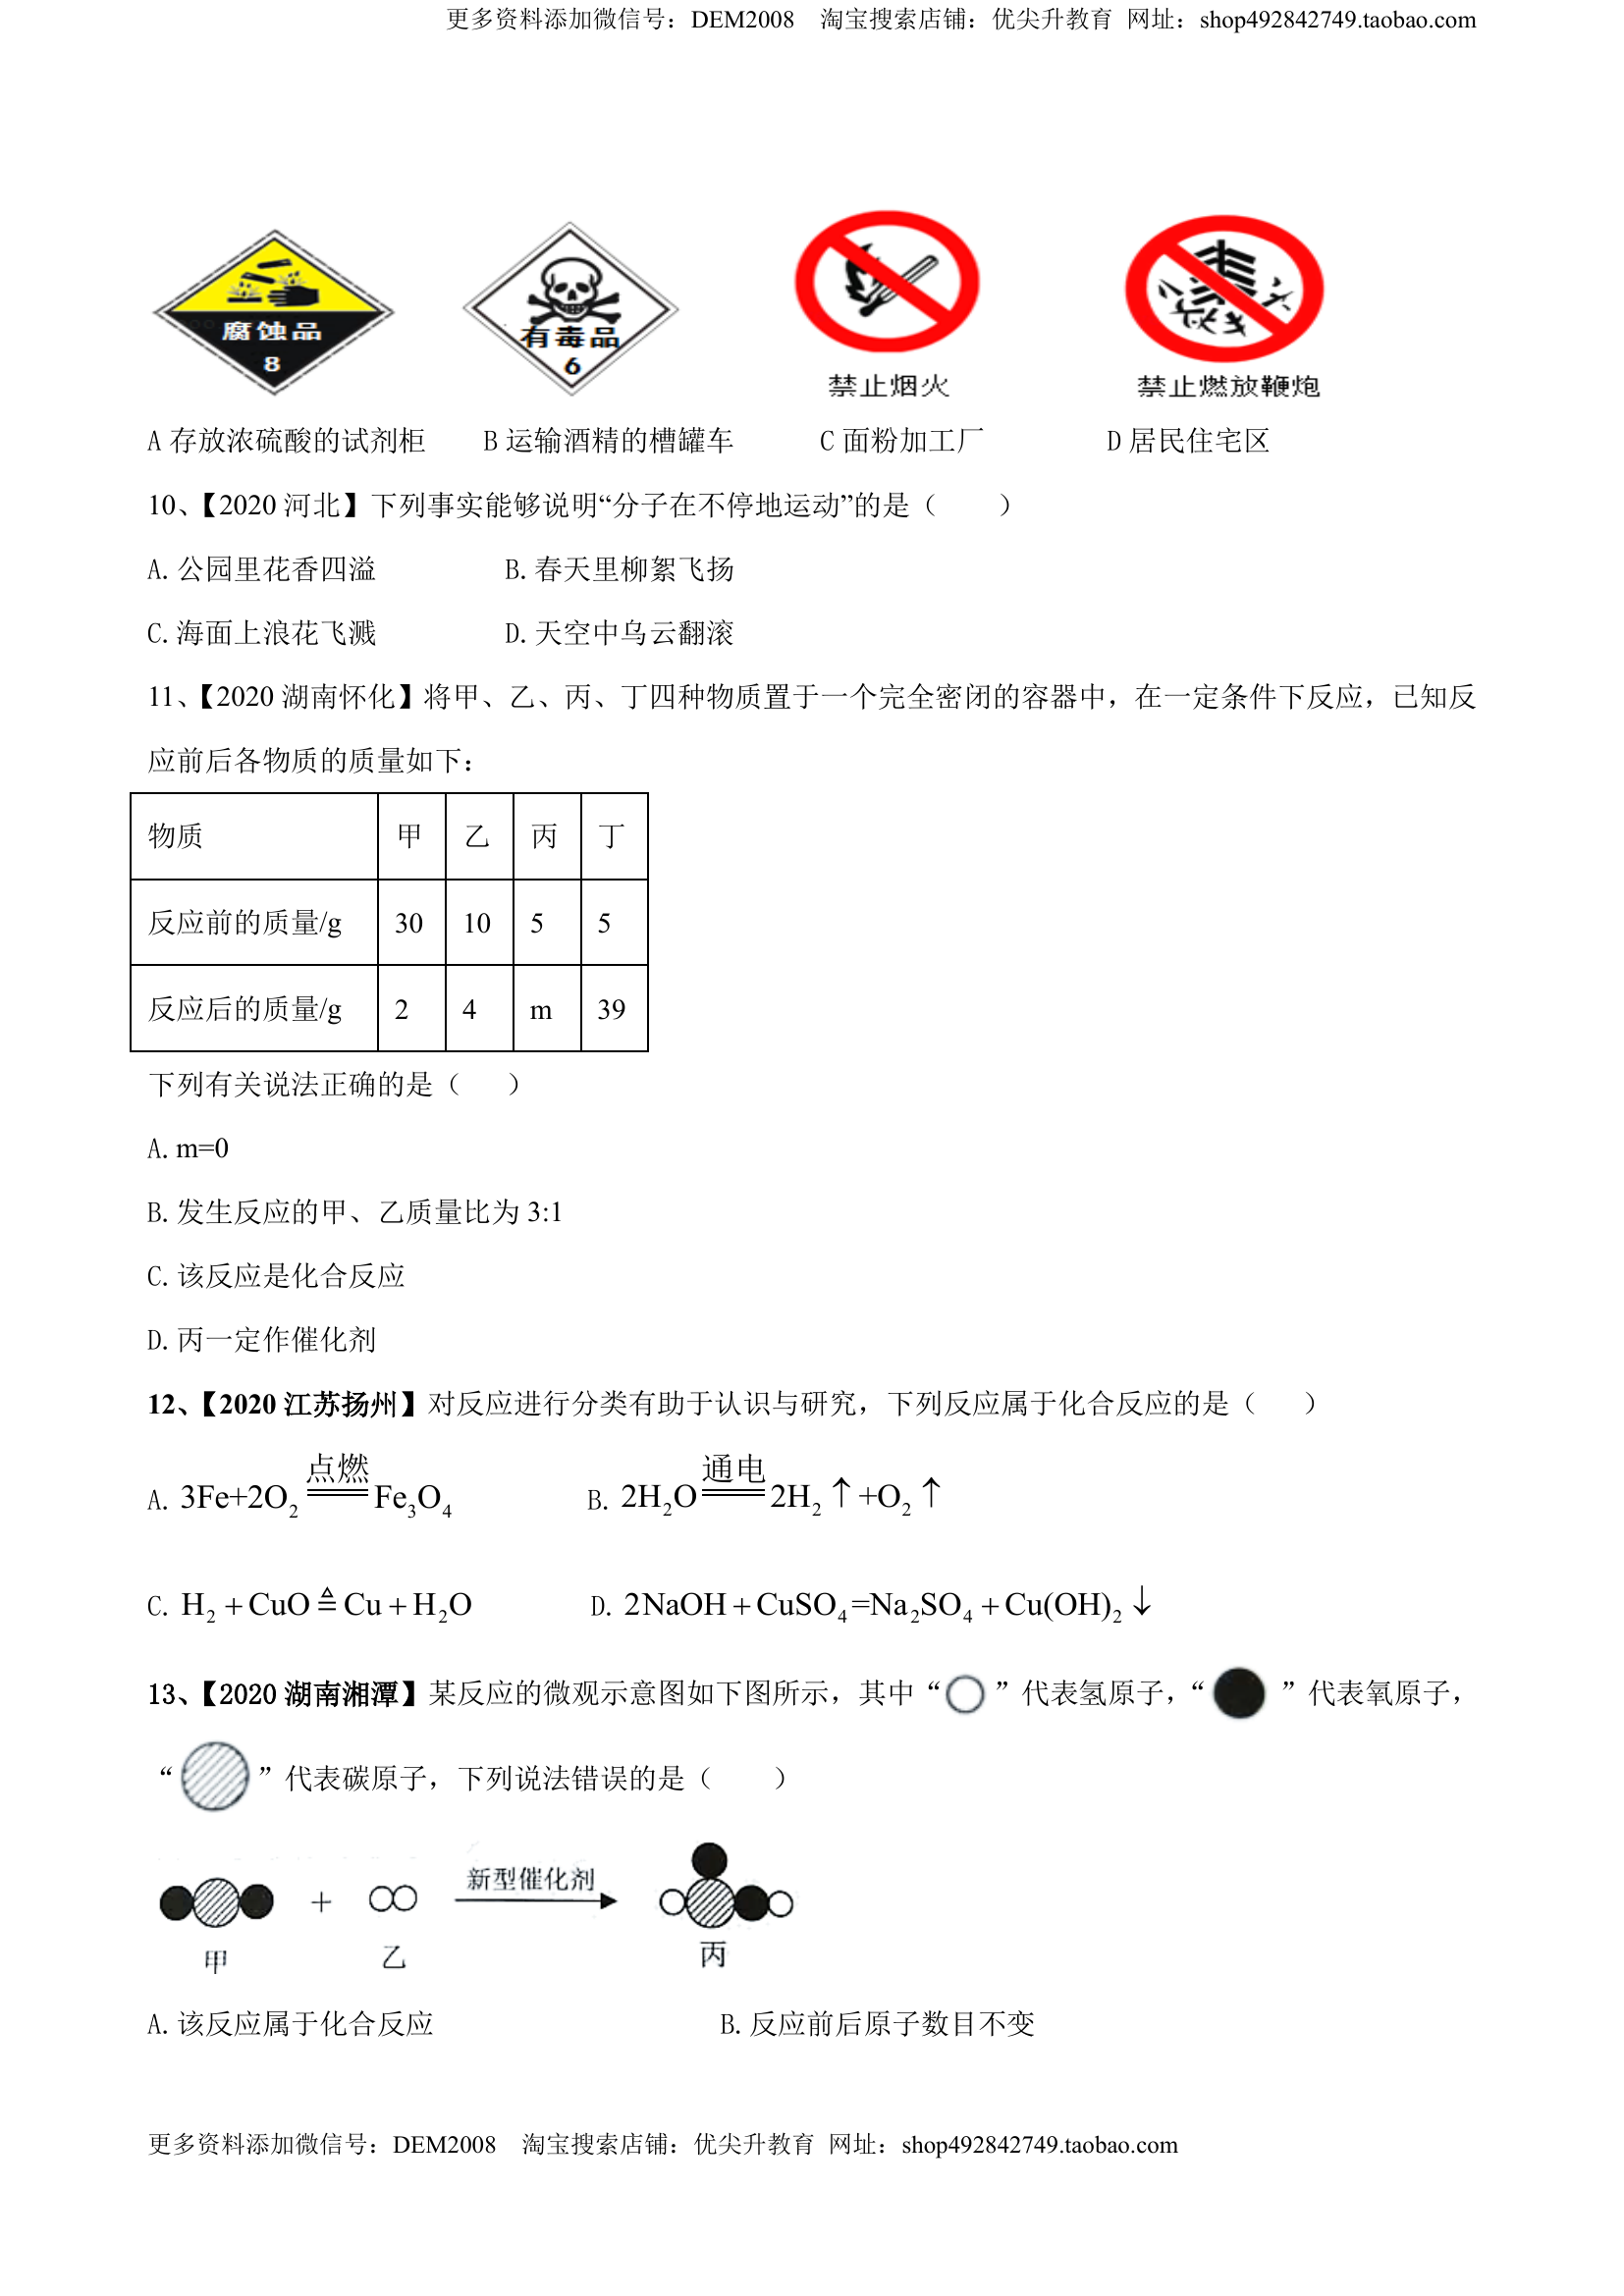 更多资料添加微信号：DEM2008 淘宝搜索店铺：优尖升教育 网址：shop492842749.taobao.com
腐蚀品 有毒品
8 6
禁止烟火 禁止燃放鞭炮
A 存放浓硫酸的试剂柜 B 运输酒精的槽罐车 C 面粉加工厂 D 居民住宅区
10、【2020 河北】下列事实能够说明“分子在不停地运动”的是（ ）
A.公园里花香四溢 B.春天里柳絮飞扬
C.海面上浪花飞溅 D.天空中乌云翻滚
11、【2020 湖南怀化】将甲、乙、丙、丁四种物质置于一个完全密闭的容器中，在一定条件下反应，已知反
应前后各物质的质量如下：
物质 甲 乙 丙 丁
反应前的质量/g 30 10 5 5
反应后的质量/g 2 4 m 39
下列有关说法正确的是（ ）
A.m=0
B.发生反应的甲、乙质量比为 3:1
C.该反应是化合反应
D.丙一定作催化剂
12、【2020 江苏扬州】对反应进行分类有助于认识与研究，下列反应属于化合反应的是（ ）
A. 3Fe+2O₂ 点燃 ══ Fe₃O₄ B. 2H₂O 通电 ══ 2H₂↑+O₂↑
C. H₂+CuO ≜ Cu+H₂O D. 2NaOH+CuSO₄=Na₂SO₄+Cu(OH)₂↓
13、【2020 湖南湘潭】某反应的微观示意图如下图所示，其中“ ”代表氢原子，“ ”代表氧原子，
“ ”代表碳原子，下列说法错误的是（ ）
+ 新型催化剂
甲 乙 丙
A.该反应属于化合反应 B.反应前后原子数目不变
更多资料添加微信号：DEM2008 淘宝搜索店铺：优尖升教育 网址：shop492842749.taobao.com